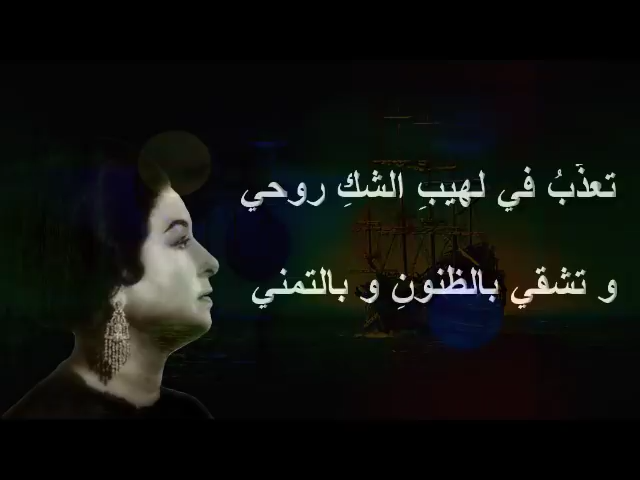 تعذَبُ في لهيبِ الشكِ روحي
و تشقي بالظنونِ و بالتمني